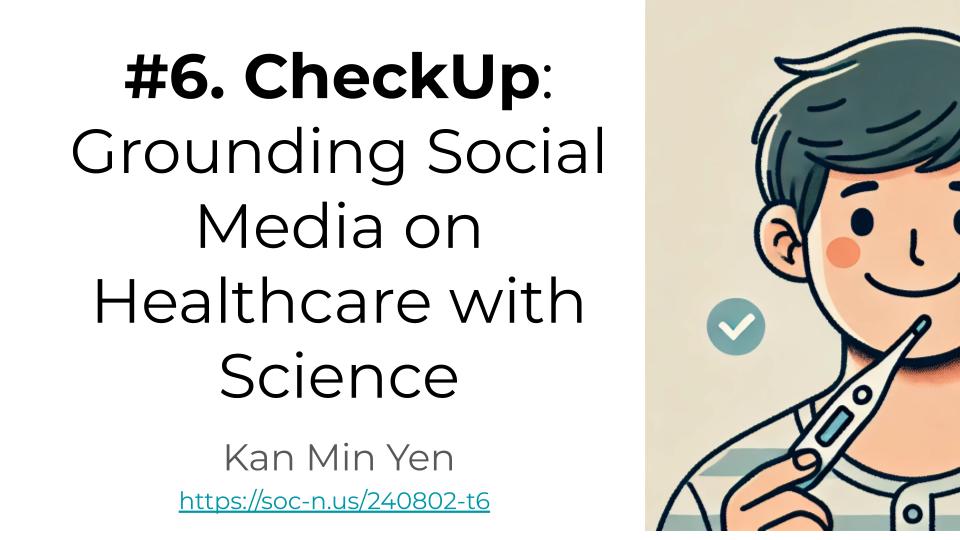 #6. CheckUp:
Grounding Social
Media on
Healthcare with
Science
Kan Min Yen
https://soc-n.us/240802-t6